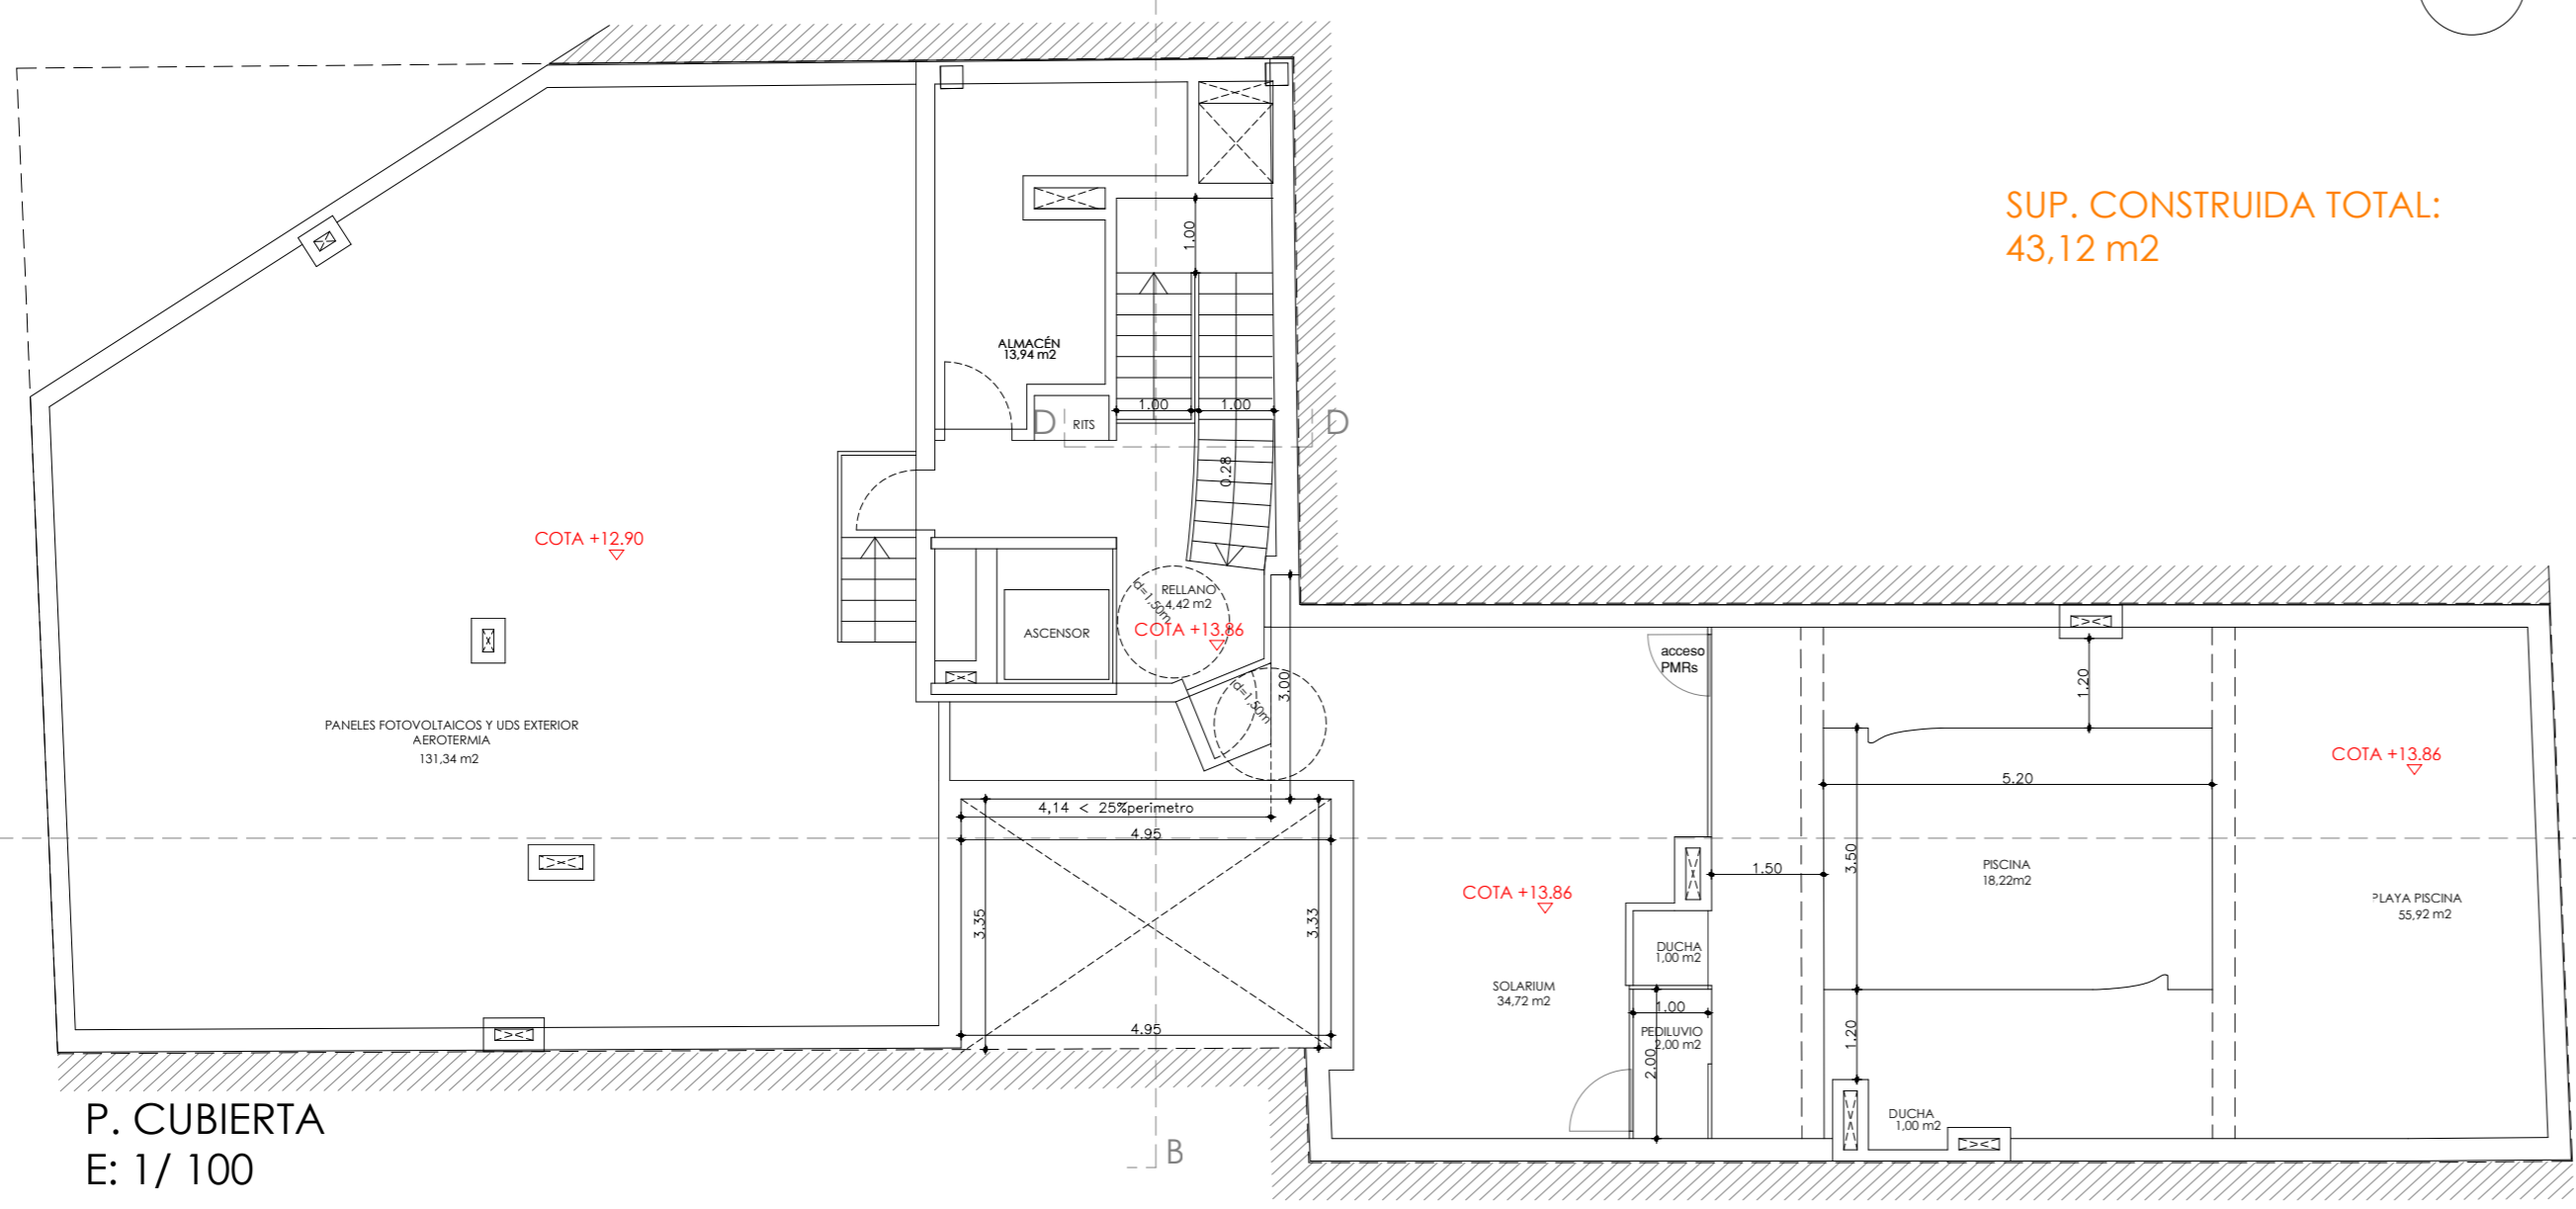 SUP. CONSTRUIDA TOTAL:
43,12 m2
1.00
ALMACÉN
13,94 m2
1.00
1.00
D
RITS
D
0.28
COTA +12.90
RELLANO
4,42 m2
d=1,50m
ASCENSOR
COTA +13.86
acceso
PMRs
d=1,50m
3.00
1.20
PANELES FOTOVOLTAICOS Y UDS EXTERIOR
AEROTERMIA
131,34 m2
COTA +13.86
5.20
4,14 < 25%perimetro
4.95
3.50
PISCINA
18,22m2
1.50
COTA +13.86
PLAYA PISCINA
55,92 m2
3.35
3.33
DUCHA
1,00 m2
SOLARIUM
34,72 m2
1.00
4.95
PEDILUVIO
2,00 m2
2.00
1.20
DUCHA
1,00 m2
P. CUBIERTA
E: 1/ 100
B